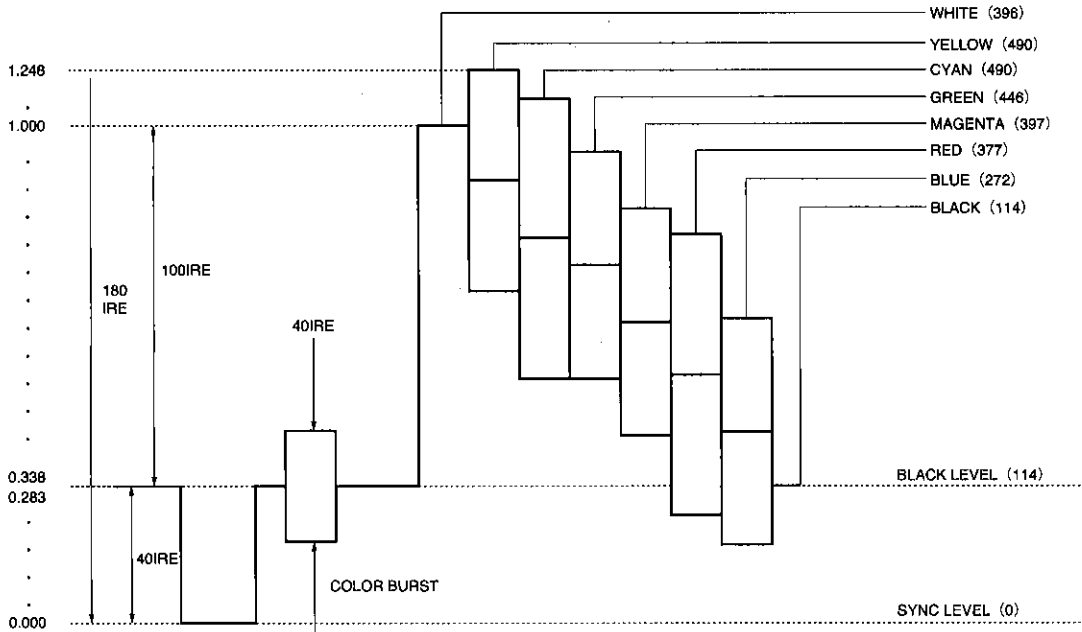 WHITE (396)
YELLOW (490)
1.246
CYAN (490)
GREEN (446)
1.000
MAGENTA (397)
RED (377)
BLUE (272)
BLACK (114)
100IRE
180
IRE
40IRE
0.338
BLACK LEVEL (114)
0.283
40IRE
COLOR BURST
0.000
SYNC LEVEL (0)